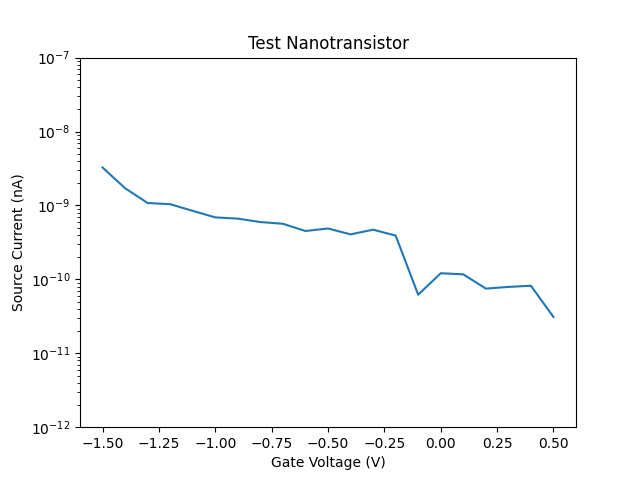 Test Nanotransistor
10⁻⁷
10⁻⁸
10⁻⁹
10⁻¹⁰
10⁻¹¹
10⁻¹²
Source Current (nA)
−1.50 −1.25 −1.00 −0.75 −0.50 −0.25 0.00 0.25 0.50
Gate Voltage (V)